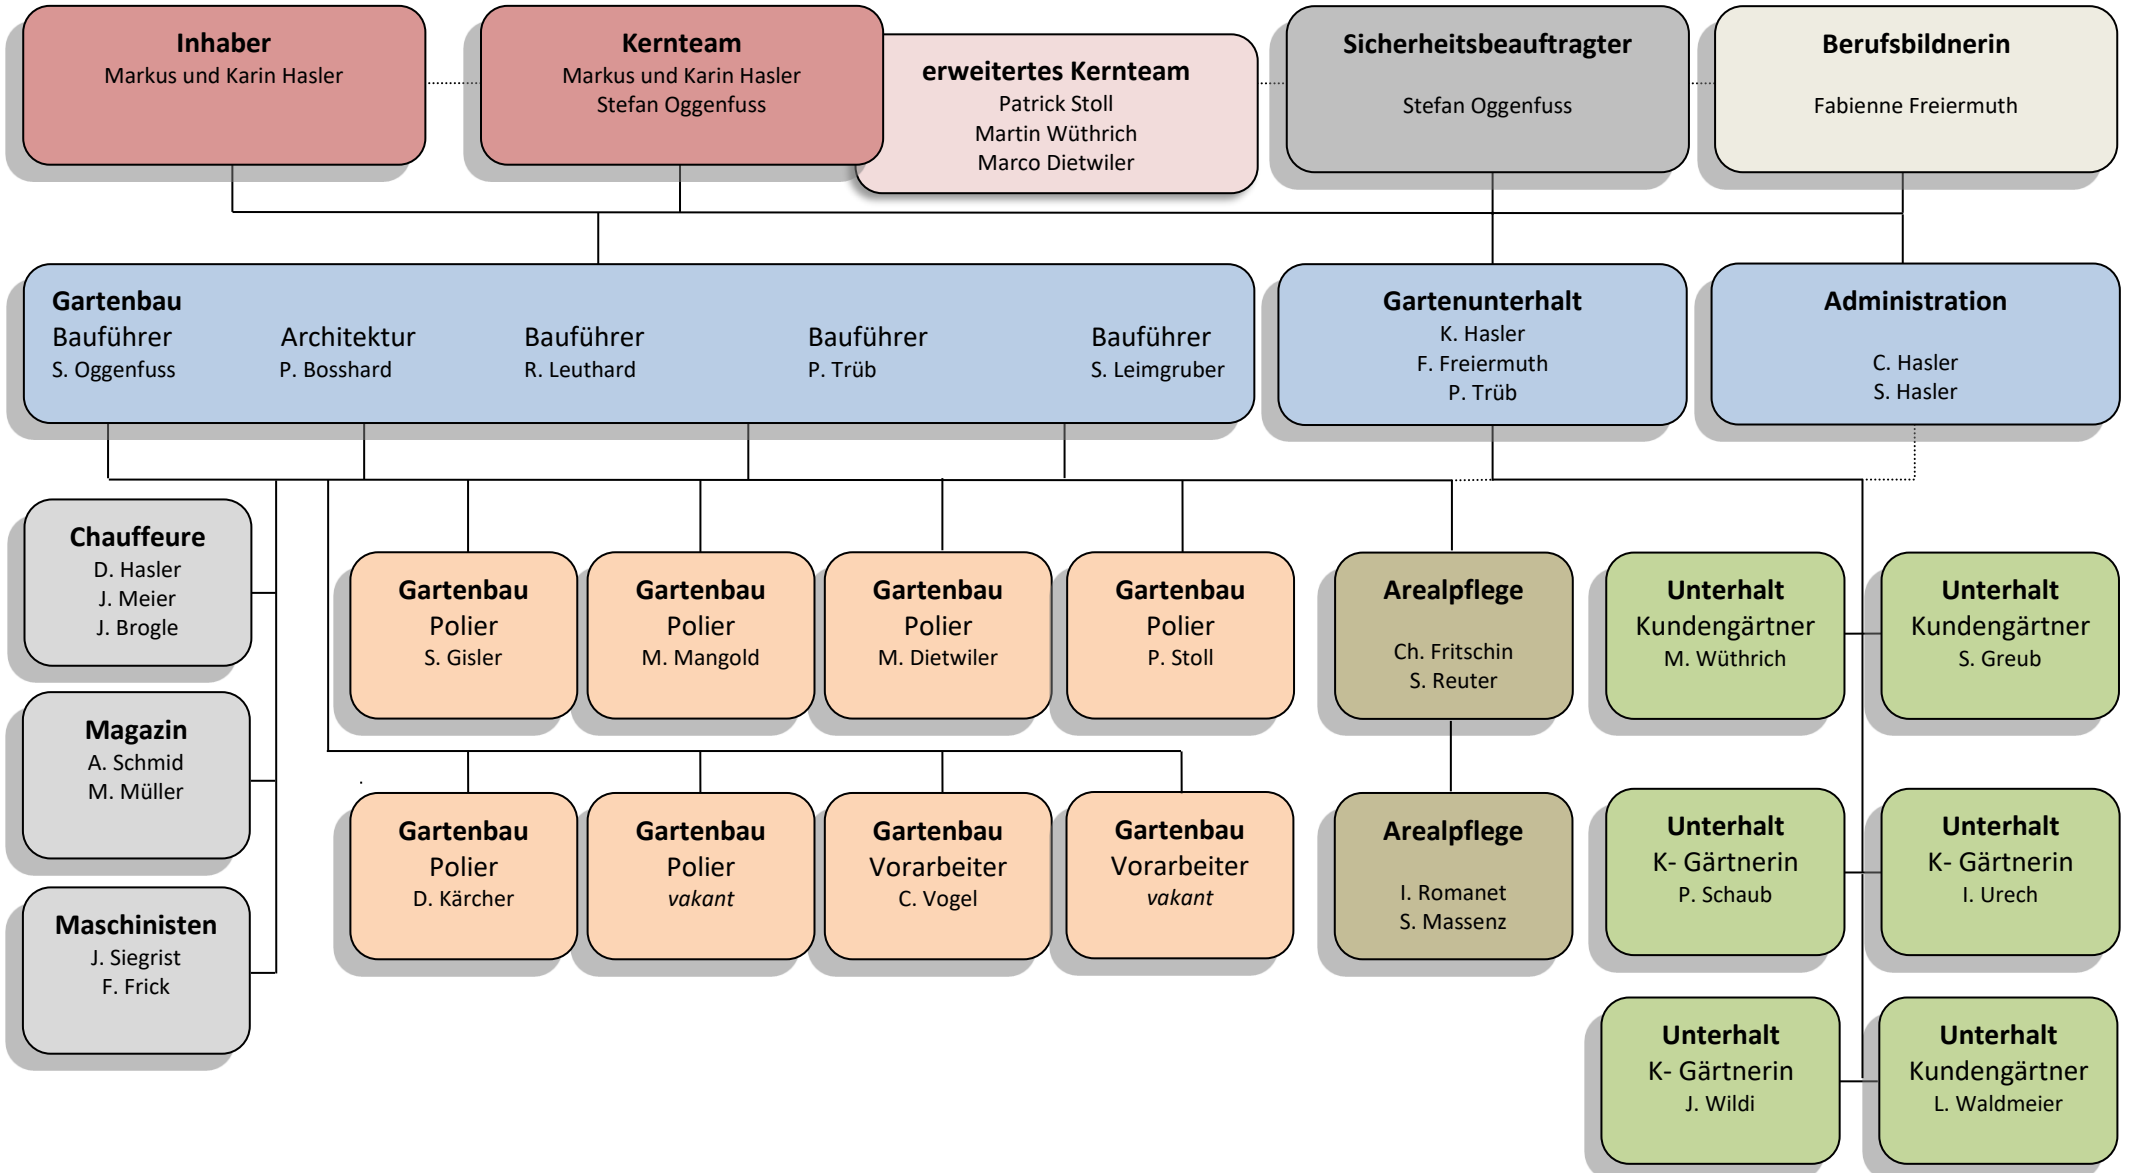 Inhaber
Markus und Karin Hasler
Kernteam
Markus und Karin Hasler
Stefan Oggenfuss
erweitertes Kernteam
Patrick Stoll
Martin Wüthrich
Marco Dietwiler
Sicherheitsbeauftragter
Stefan Oggenfuss
Berufsbildnerin
Fabienne Freiermuth
Gartenbau
Bauführer
S. Oggenfuss
Architektur
P. Bosshard
Bauführer
R. Leuthard
Bauführer
P. Trüb
Bauführer
S. Leimgruber
Gartenunterhalt
K. Hasler
F. Freiermuth
P. Trüb
Administration
C. Hasler
S. Hasler
Chauffeure
D. Hasler
J. Meier
J. Brogle
Magazin
A. Schmid
M. Müller
Maschinisten
J. Siegrist
F. Frick
Gartenbau
Polier
S. Gisler
Gartenbau
Polier
M. Mangold
Gartenbau
Polier
M. Dietwiler
Gartenbau
Polier
P. Stoll
Arealpflege
Ch. Fritschin
S. Reuter
Unterhalt
Kundengärtner
M. Wüthrich
Unterhalt
Kundengärtner
S. Greub
.
Gartenbau
Polier
D. Kärcher
Gartenbau
Polier
vakant
Gartenbau
Vorarbeiter
C. Vogel
Gartenbau
Vorarbeiter
vakant
Arealpflege
I. Romanet
S. Massenz
Unterhalt
K- Gärtnerin
P. Schaub
Unterhalt
K- Gärtnerin
I. Urech
Unterhalt
K- Gärtnerin
J. Wildi
Unterhalt
Kundengärtner
L. Waldmeier